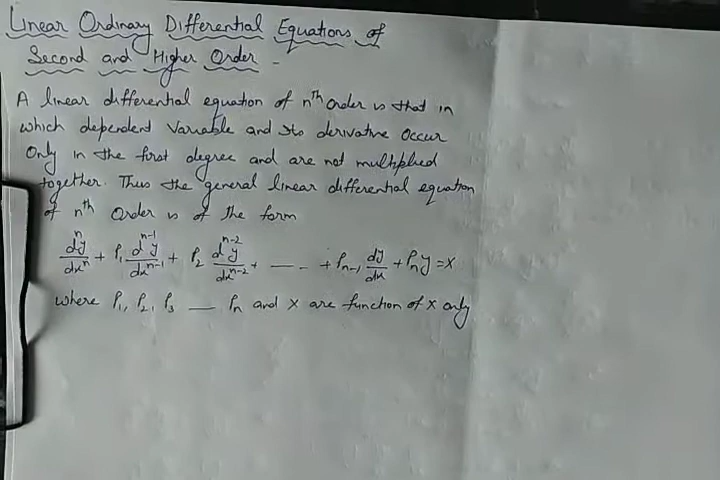 Linear Ordinary Differential Equations of
Second and Higher Order -
A linear differential equation of nth Order is that in
which dependent Variable and its derivative Occur
Only in the first degree and are not multiplied
together. Thus the general linear differential equation
of nth Order is of the form
dⁿy/dxⁿ + P₁ dⁿ⁻¹y/dxⁿ⁻¹ + P₂ dⁿ⁻²y/dxⁿ⁻² + — - - + Pₙ₋₁ dy/dx + Pₙy = X
where P₁, P₂, P₃ — Pₙ and X are function of x only